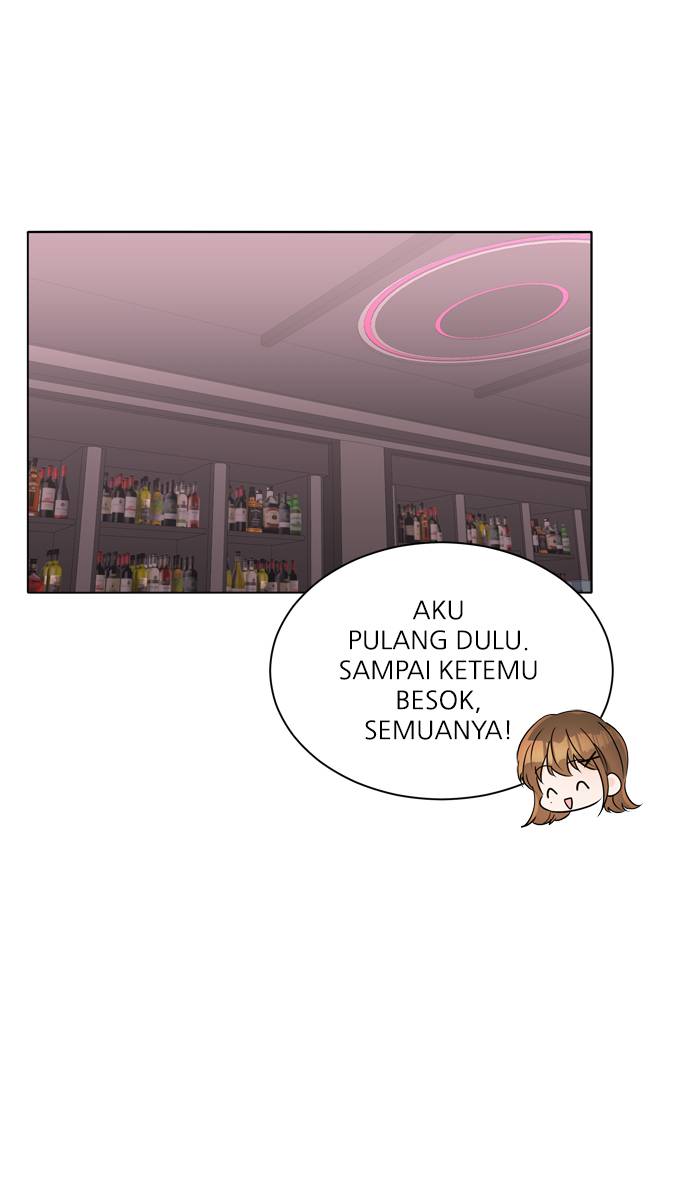 AKU
PULANG DULU.
SAMPAI KETEMU
BESOK,
SEMUANYA!